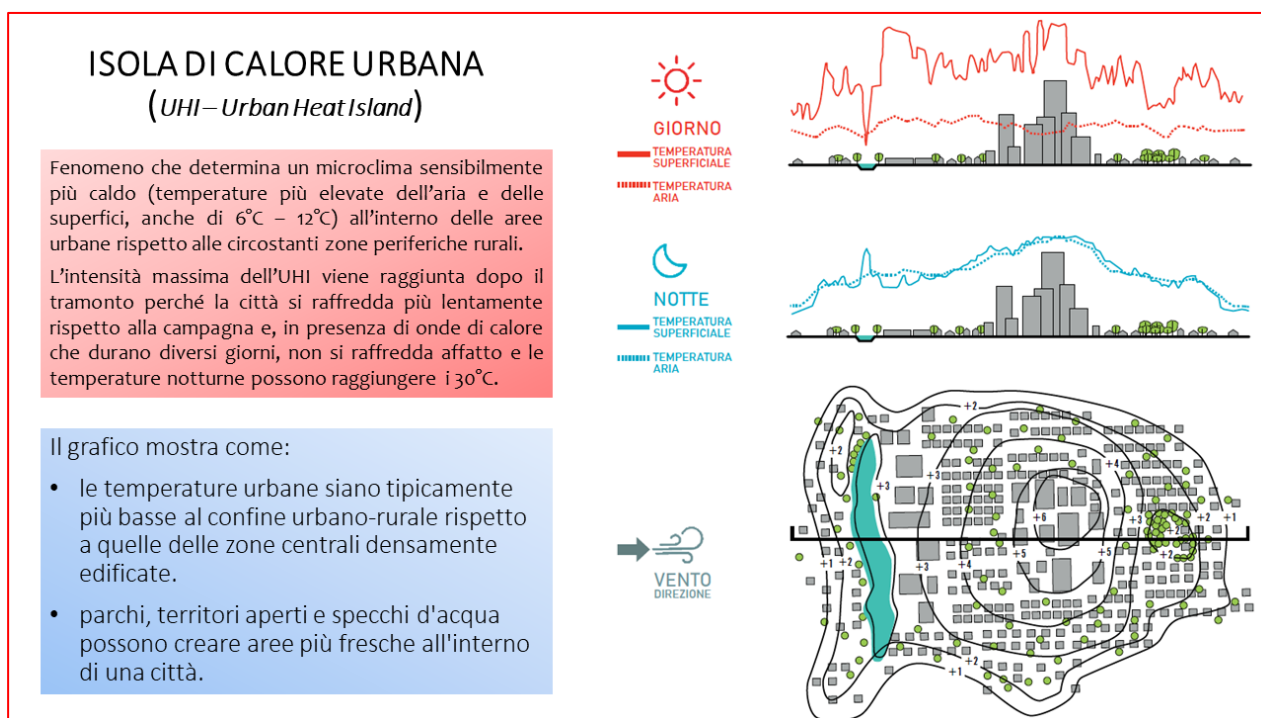 ISOLA DI CALORE URBANA
(UHI – Urban Heat Island)
Fenomeno che determina un microclima sensibilmente
più caldo (temperature più elevate dell'aria e delle
superfici, anche di 6°C – 12°C) all'interno delle aree
urbane rispetto alle circostanti zone periferiche rurali.
L'intensità massima dell'UHI viene raggiunta dopo il
tramonto perché la città si raffredda più lentamente
rispetto alla campagna e, in presenza di onde di calore
che durano diversi giorni, non si raffredda affatto e le
temperature notturne possono raggiungere i 30°C.
Il grafico mostra come:
• le temperature urbane siano tipicamente
più basse al confine urbano-rurale rispetto
a quelle delle zone centrali densamente
edificate.
• parchi, territori aperti e specchi d'acqua
possono creare aree più fresche all'interno
di una città.
GIORNO
TEMPERATURA
SUPERFICIALE
TEMPERATURA
ARIA
NOTTE
TEMPERATURA
SUPERFICIALE
TEMPERATURA
ARIA
VENTO
DIREZIONE
+2
+2
+4
+3
+3
+3
+6
+3
+2
+1
+2
+5
+5
+2
+1
+2
+3
+4
+2
+1